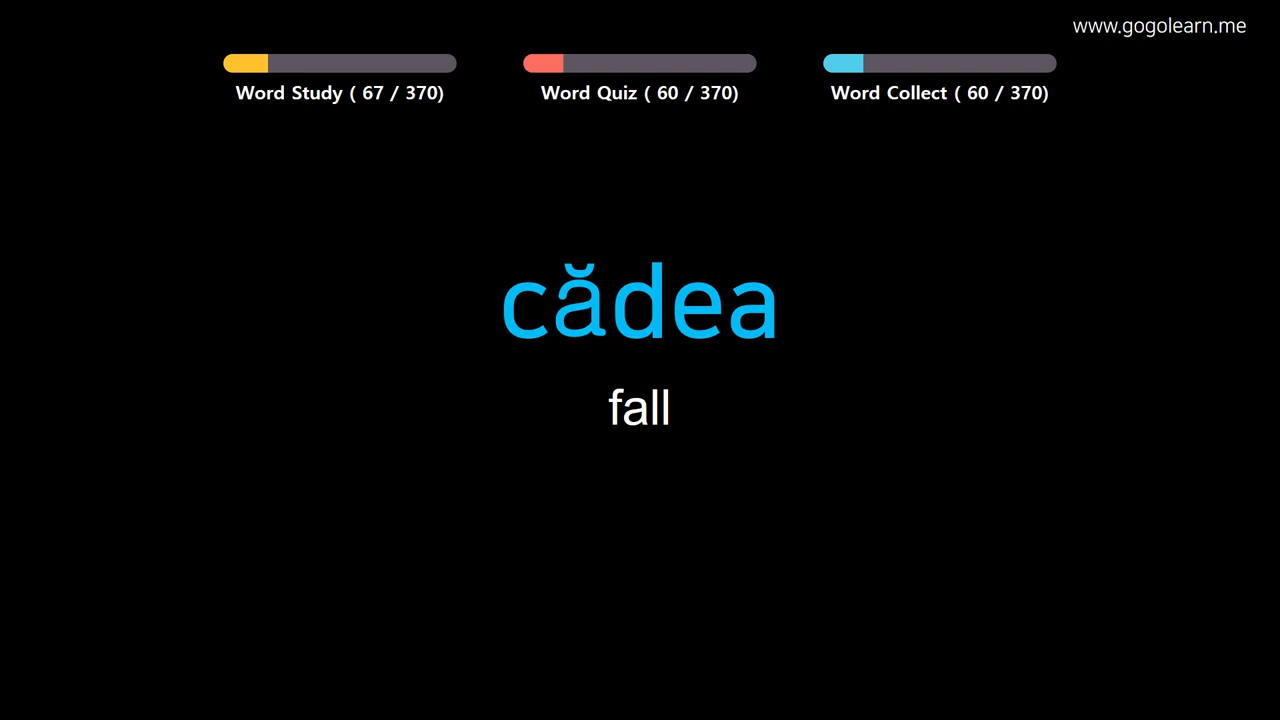 www.gogolearn.me
Word Study ( 67 / 370)
Word Quiz ( 60 / 370)
Word Collect ( 60 / 370)
cădea
fall